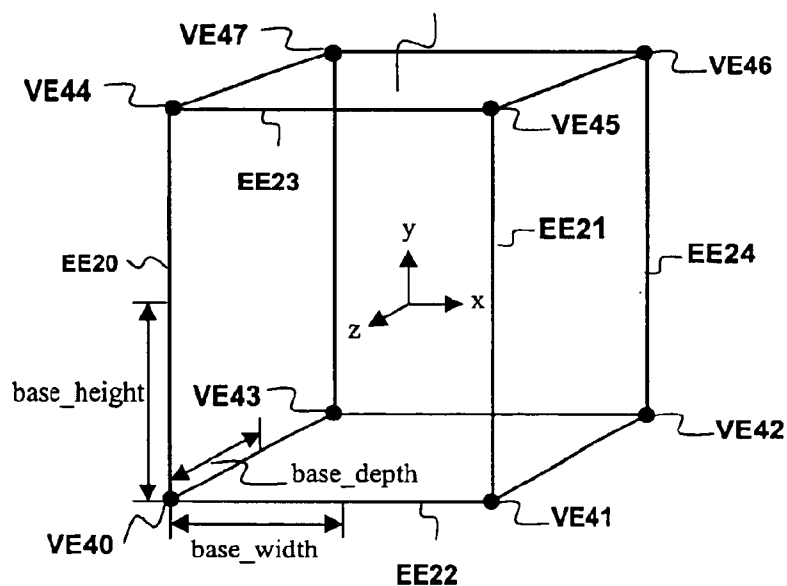 VE47
VE46
VE44
VE45
EE23
y
EE21
EE20
EE24
x
z
base_height
VE43
VE42
base_depth
VE40
base_width
VE41
EE22